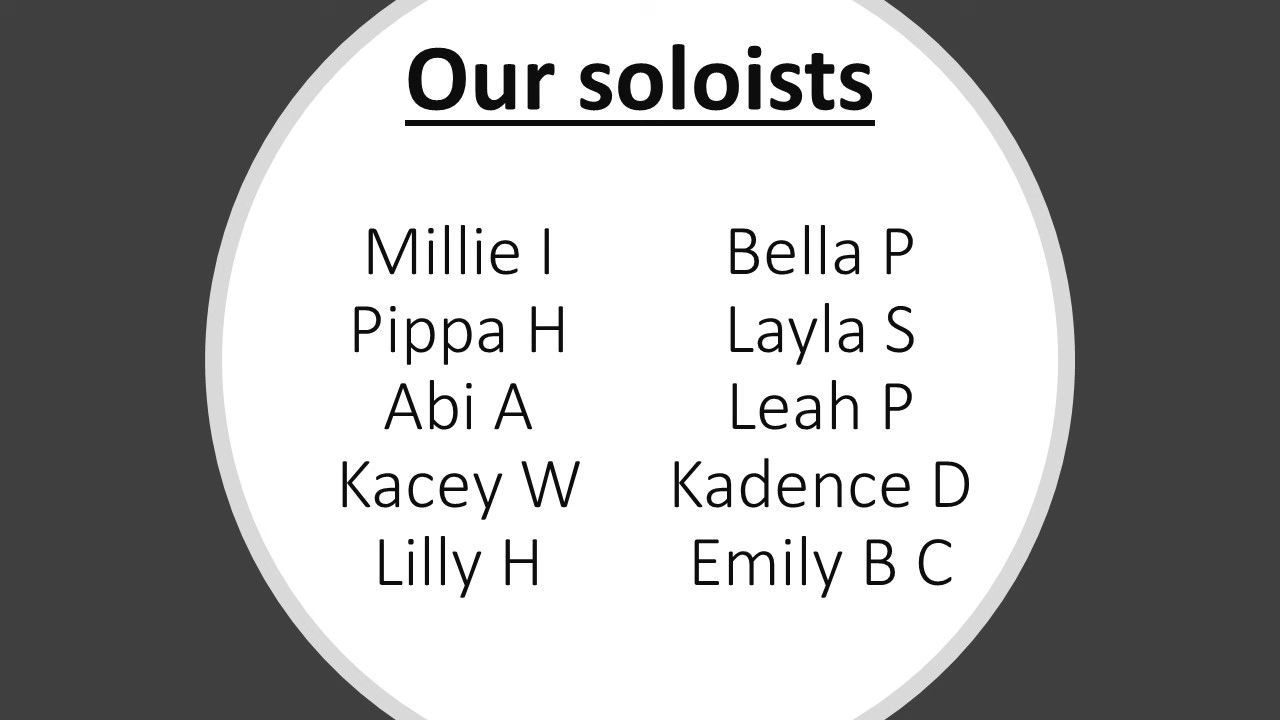 Our soloists
Millie I
Pippa H
Abi A
Kacey W
Lilly H
Bella P
Layla S
Leah P
Kadence D
Emily B C